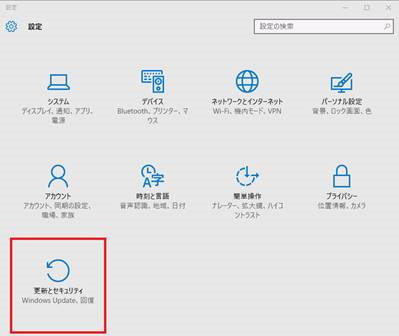 設定
設定
設定の検索
システム
ディスプレイ、通知、アプリ、
電源
デバイス
Bluetooth、プリンター、マ
ウス
ネットワークとインターネット
Wi-Fi、機内モード、VPN
パーソナル設定
背景、ロック画面、色
アカウント
アカウント、同期の設定、
職場、家族
時刻と言語
音声認識、地域、日付
簡単操作
ナレーター、拡大鏡、ハイコ
ントラスト
プライバシー
位置情報、カメラ
更新とセキュリティ
Windows Update、回復